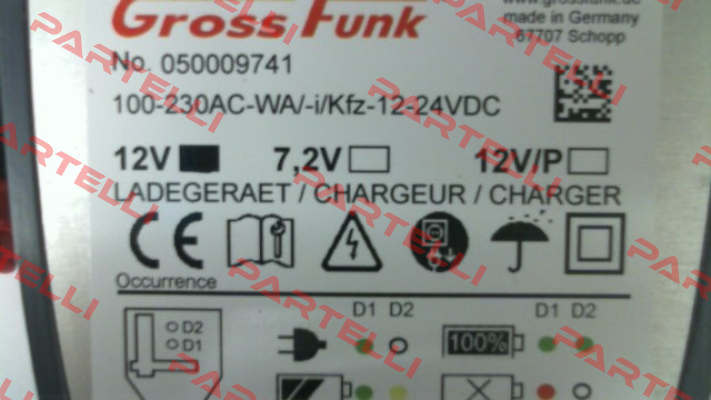 Gross Funk
www.grossfunk.de
made in Germany
67707 Schopp
No. 050009741
100-230AC-WA/-i/Kfz-12-24VDC
12V 7,2V 12V/P
LADEGERAET / CHARGEUR / CHARGER
CE
Occurrence
D1 D2 D1 D2
D2
D1
100%
PARTELLI